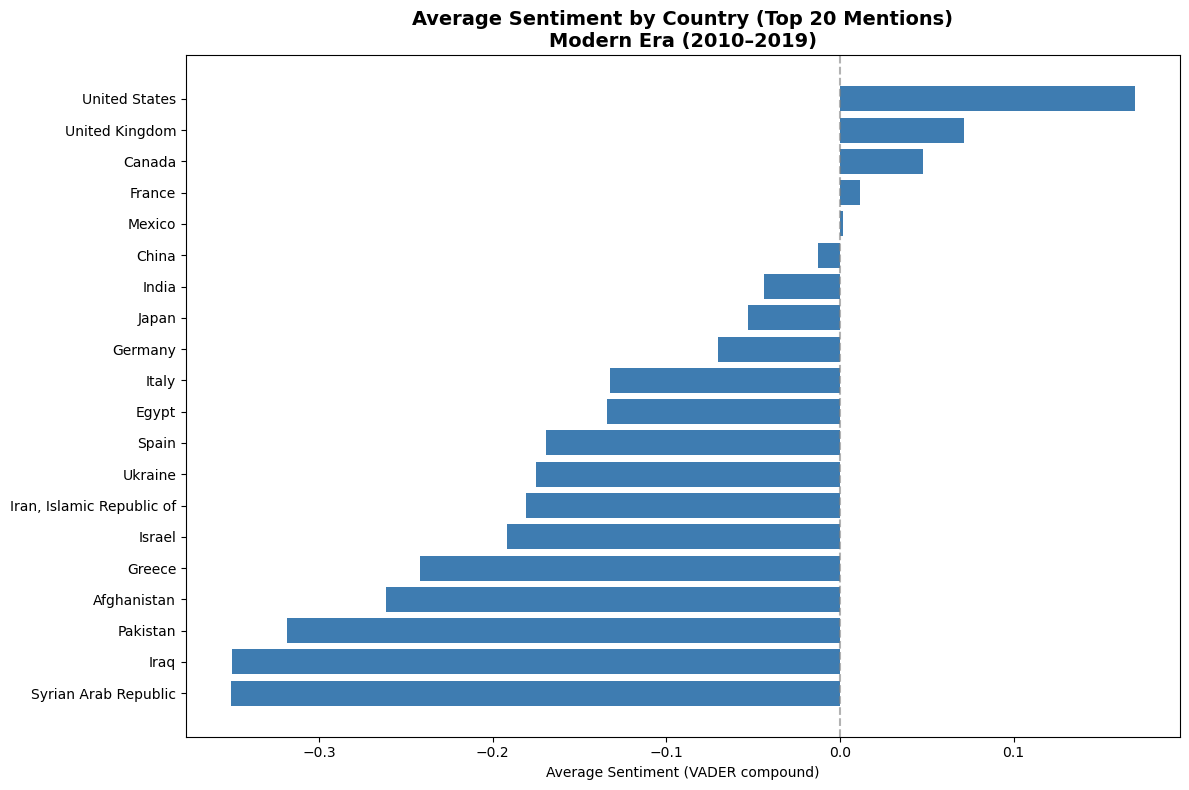 Average Sentiment by Country (Top 20 Mentions)
Modern Era (2010–2019)
United States
United Kingdom
Canada
France
Mexico
China
India
Japan
Germany
Italy
Egypt
Spain
Ukraine
Iran, Islamic Republic of
Israel
Greece
Afghanistan
Pakistan
Iraq
Syrian Arab Republic
−0.3 −0.2 −0.1 0.0 0.1
Average Sentiment (VADER compound)